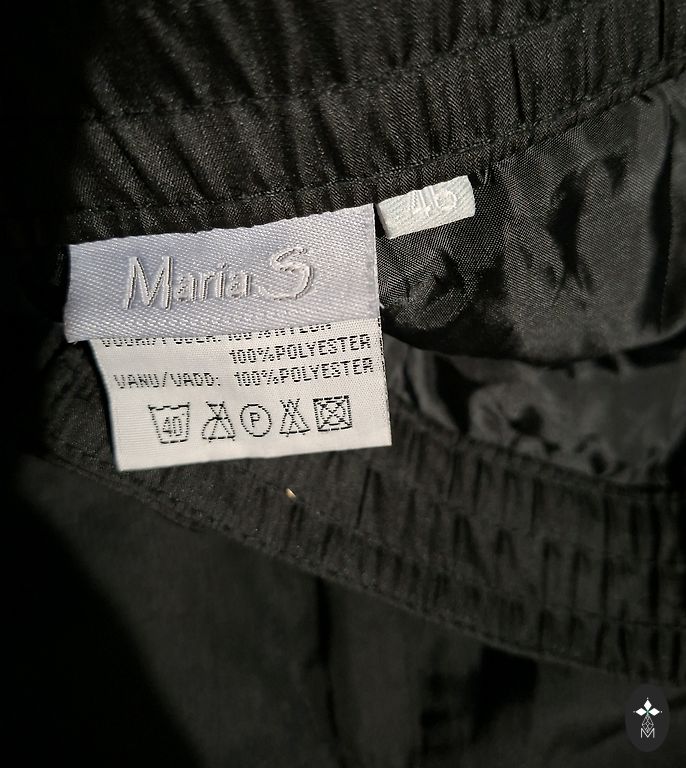 46
Maria.S
100%POLYESTER
VANU/VADD: 100%POLYESTER
40 P
M